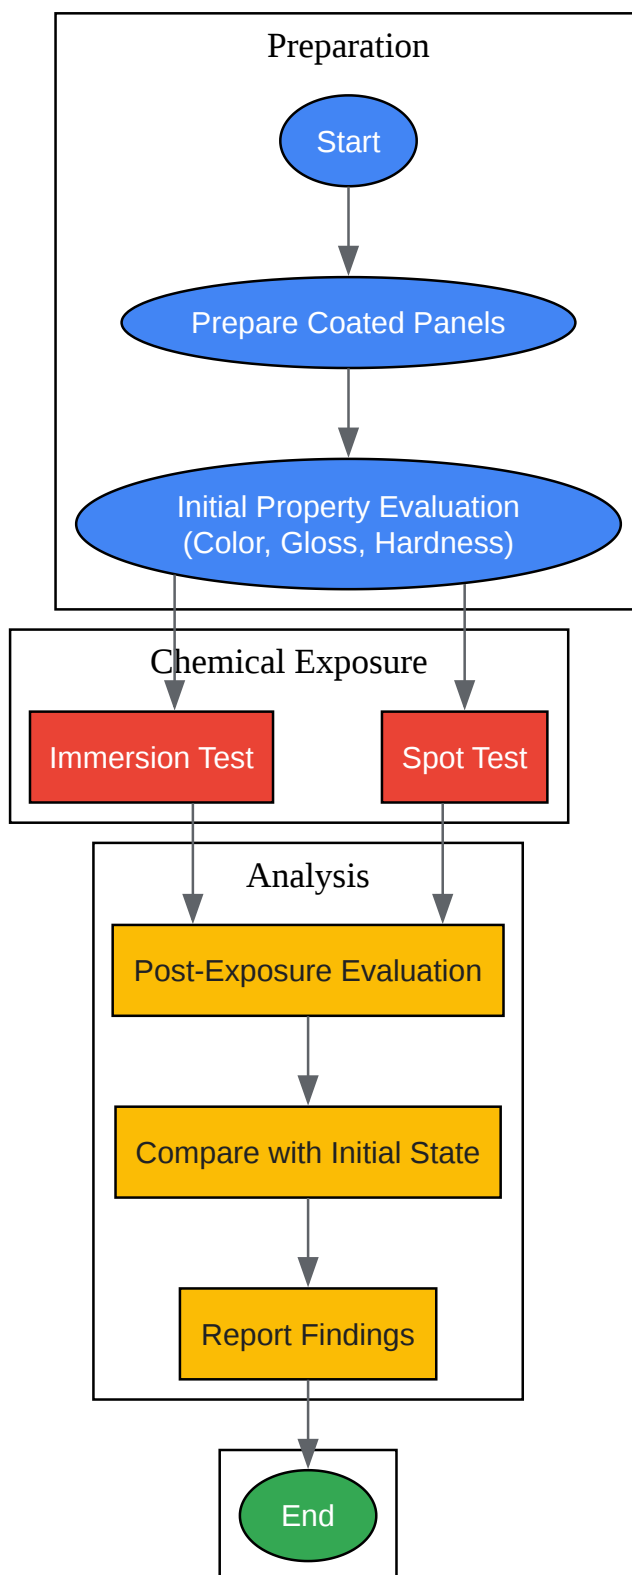 Preparation
Start
Prepare Coated Panels
Initial Property Evaluation
(Color, Gloss, Hardness)
Chemical Exposure
Immersion Test
Spot Test
Analysis
Post-Exposure Evaluation
Compare with Initial State
Report Findings
End